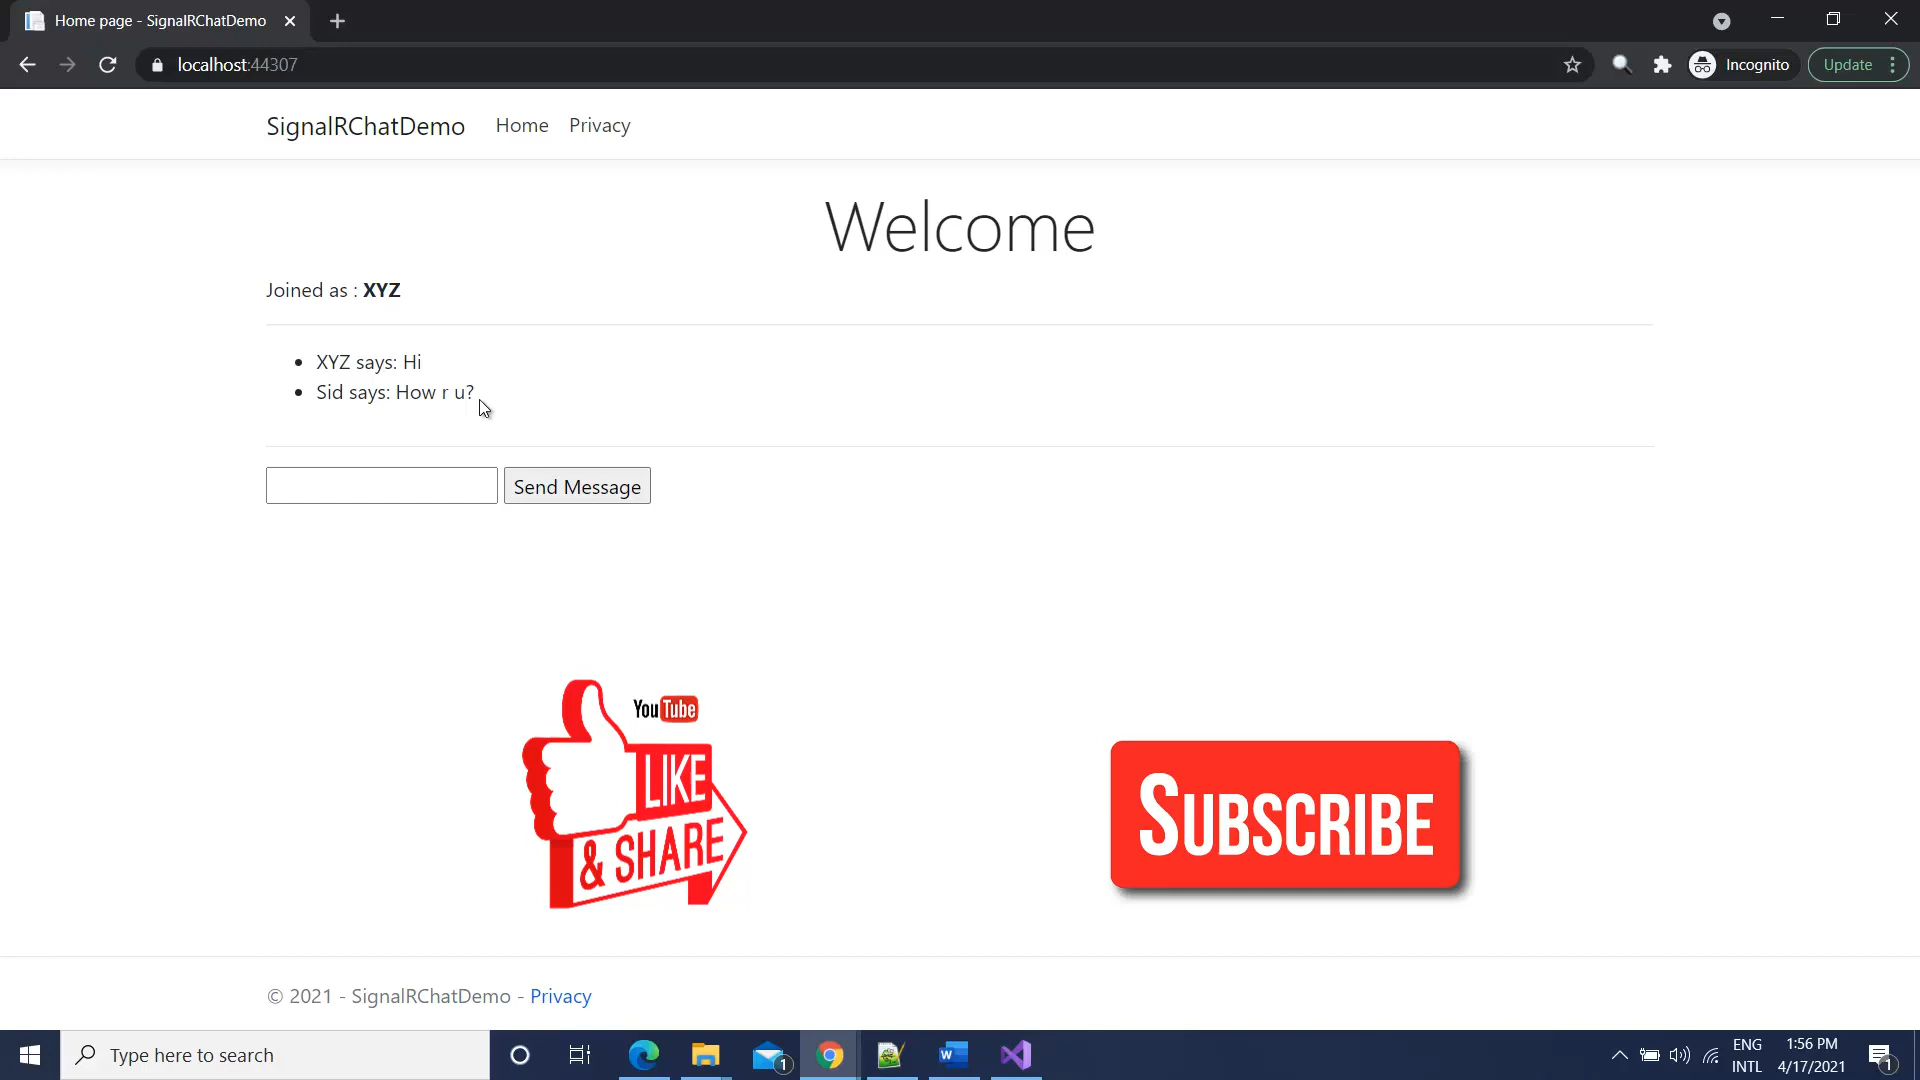 Home page - SignalRChatDemo
localhost:44307
Incognito
Update
SignalRChatDemo Home Privacy
Welcome
Joined as : XYZ
XYZ says: Hi
Sid says: How r u?
Send Message
YouTube
LIKE
& SHARE
SUBSCRIBE
© 2021 - SignalRChatDemo - Privacy
Type here to search
1
W
ENG
INTL
1:56 PM
4/17/2021
1